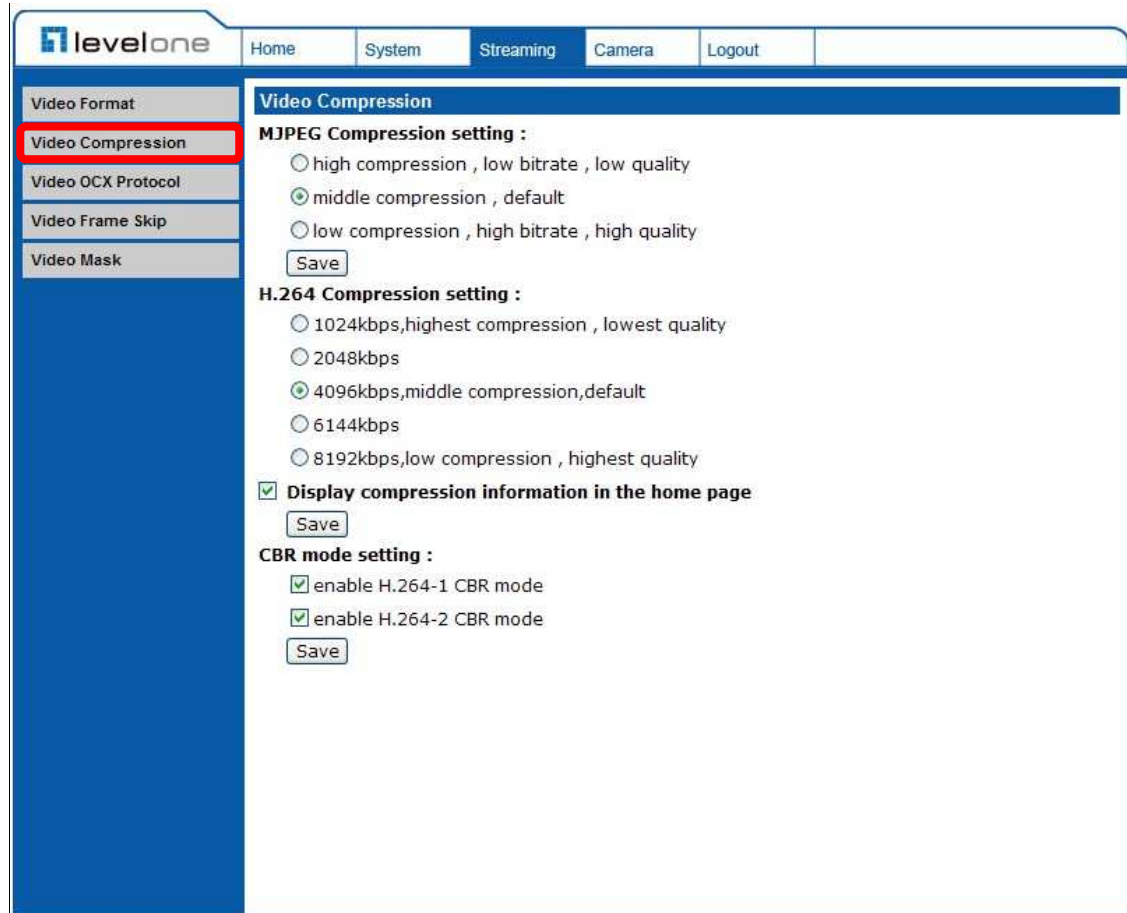 levelone
Home System Streaming Camera Logout
Video Format
Video Compression
Video OCX Protocol
Video Frame Skip
Video Mask
Video Compression
MJPEG Compression setting :
high compression , low bitrate , low quality
middle compression , default
low compression , high bitrate , high quality
Save
H.264 Compression setting :
1024kbps,highest compression , lowest quality
2048kbps
4096kbps,middle compression,default
6144kbps
8192kbps,low compression , highest quality
Display compression information in the home page
Save
CBR mode setting :
enable H.264-1 CBR mode
enable H.264-2 CBR mode
Save